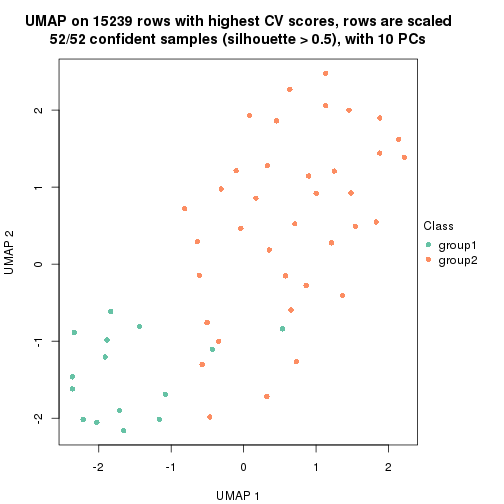 UMAP on 15239 rows with highest CV scores, rows are scaled
52/52 confident samples (silhouette > 0.5), with 10 PCs
2
1
0
-1
-2
UMAP 2
-2
-1
0
1
2
UMAP 1
Class
group1
group2